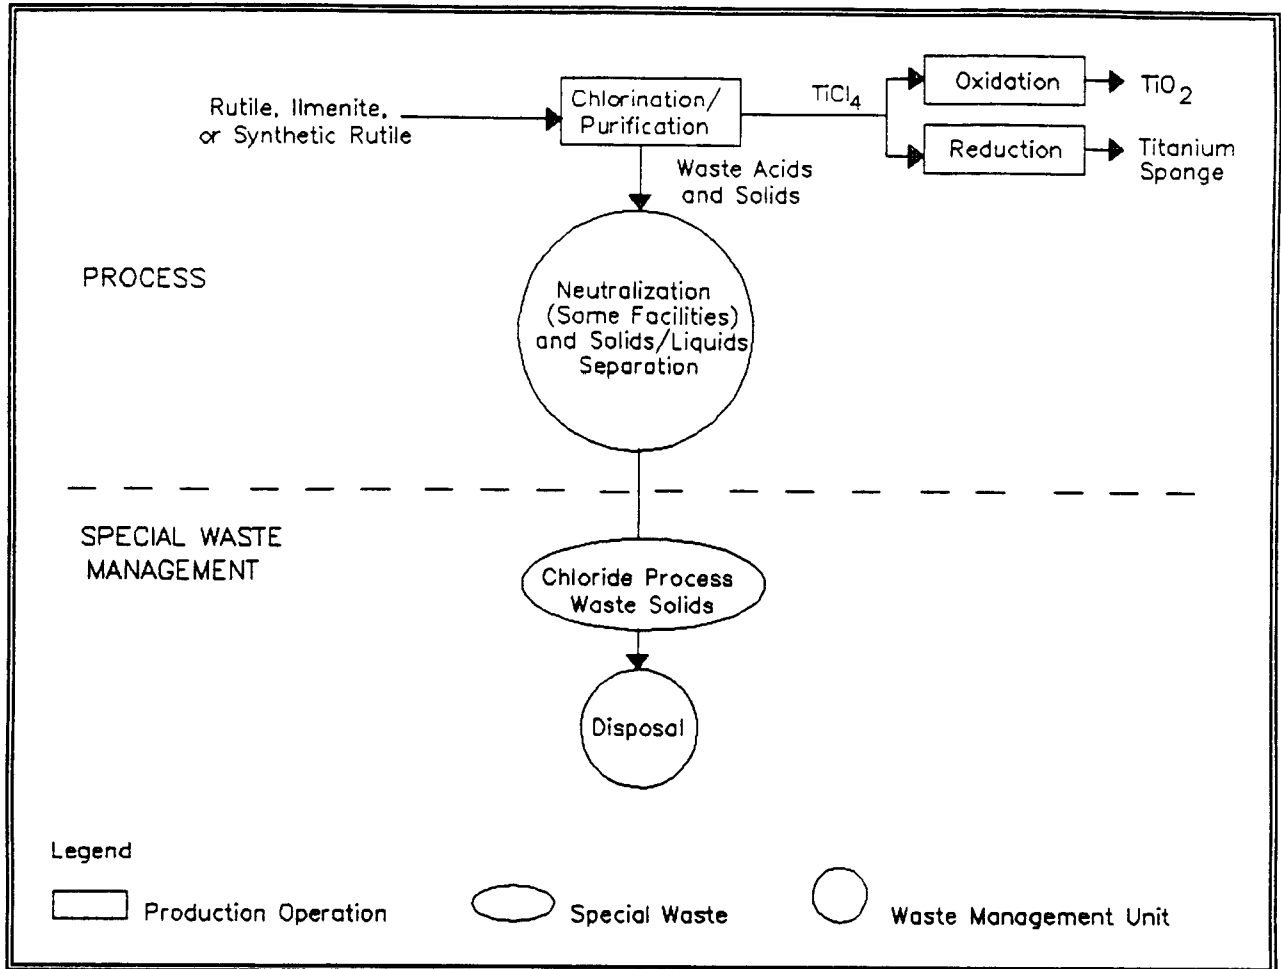 Rutile, Ilmenite,
or Synthetic Rutile
Chlorination/
Purification
TiCl4
Oxidation
TiO2
Reduction
Titanium
Sponge
Waste Acids
and Solids
PROCESS
Neutralization
(Some Facilities)
and Solids/Liquids
Separation
SPECIAL WASTE
MANAGEMENT
Chloride Process
Waste Solids
Disposal
Legend
Production Operation
Special Waste
Waste Management Unit